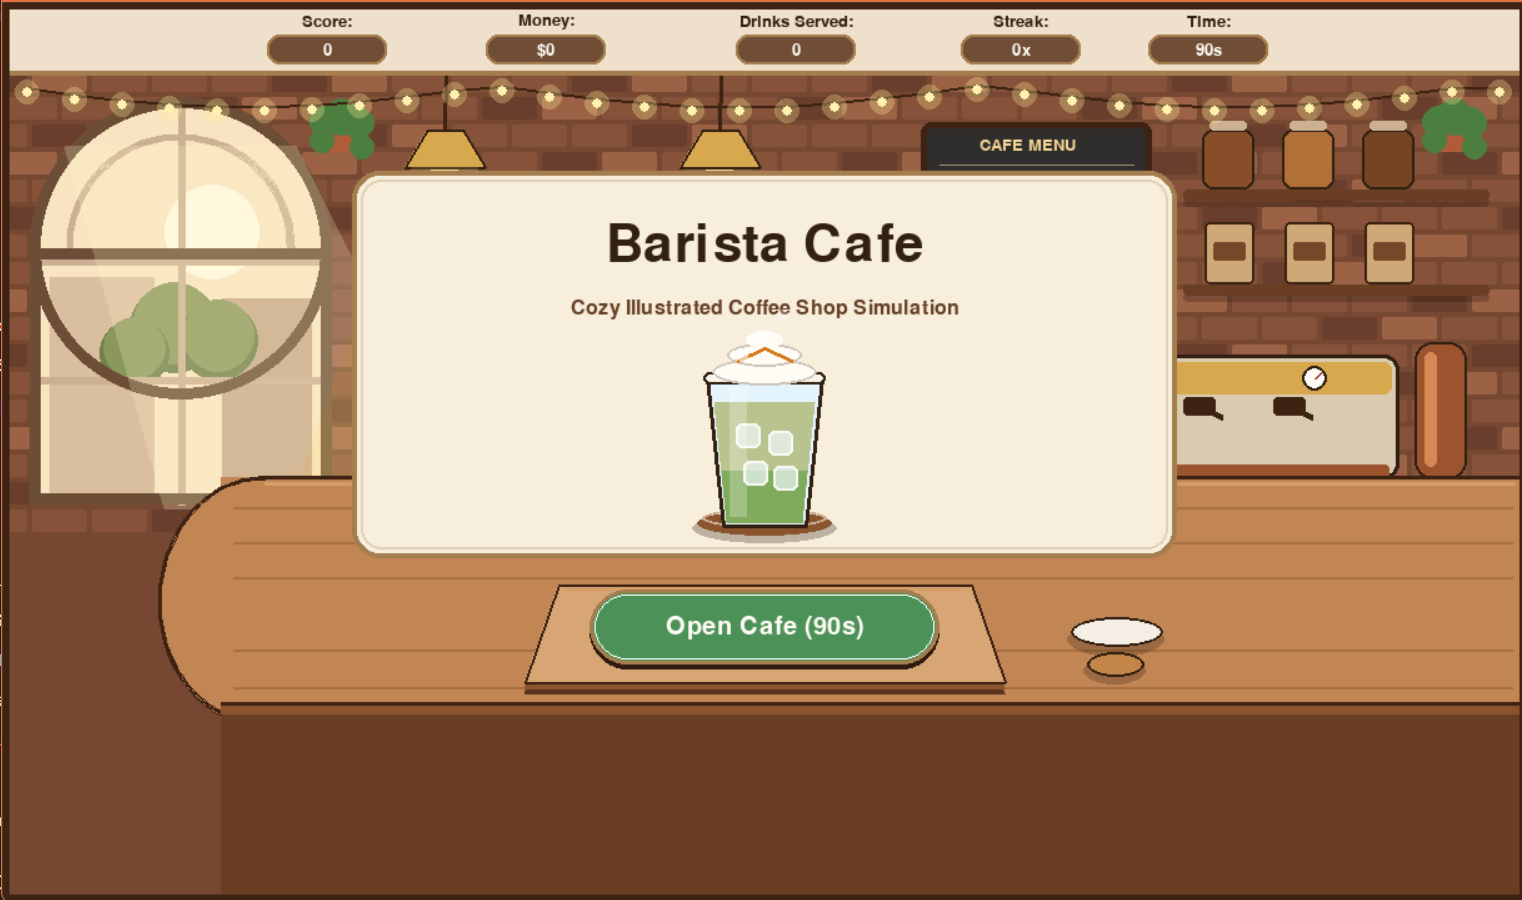 Score:
Money:
Drinks Served:
Streak:
Time:
0
$0
0
0x
90s
CAFE MENU
Barista Cafe
Cozy Illustrated Coffee Shop Simulation
Open Cafe (90s)